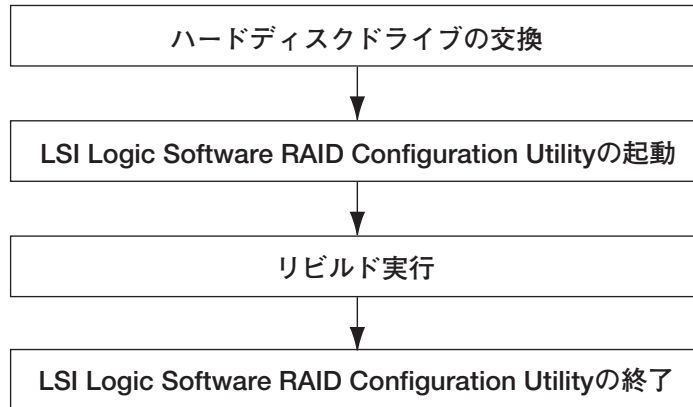 ハードディスクドライブの交換
LSI Logic Software RAID Configuration Utilityの起動
リビルド実行
LSI Logic Software RAID Configuration Utilityの終了